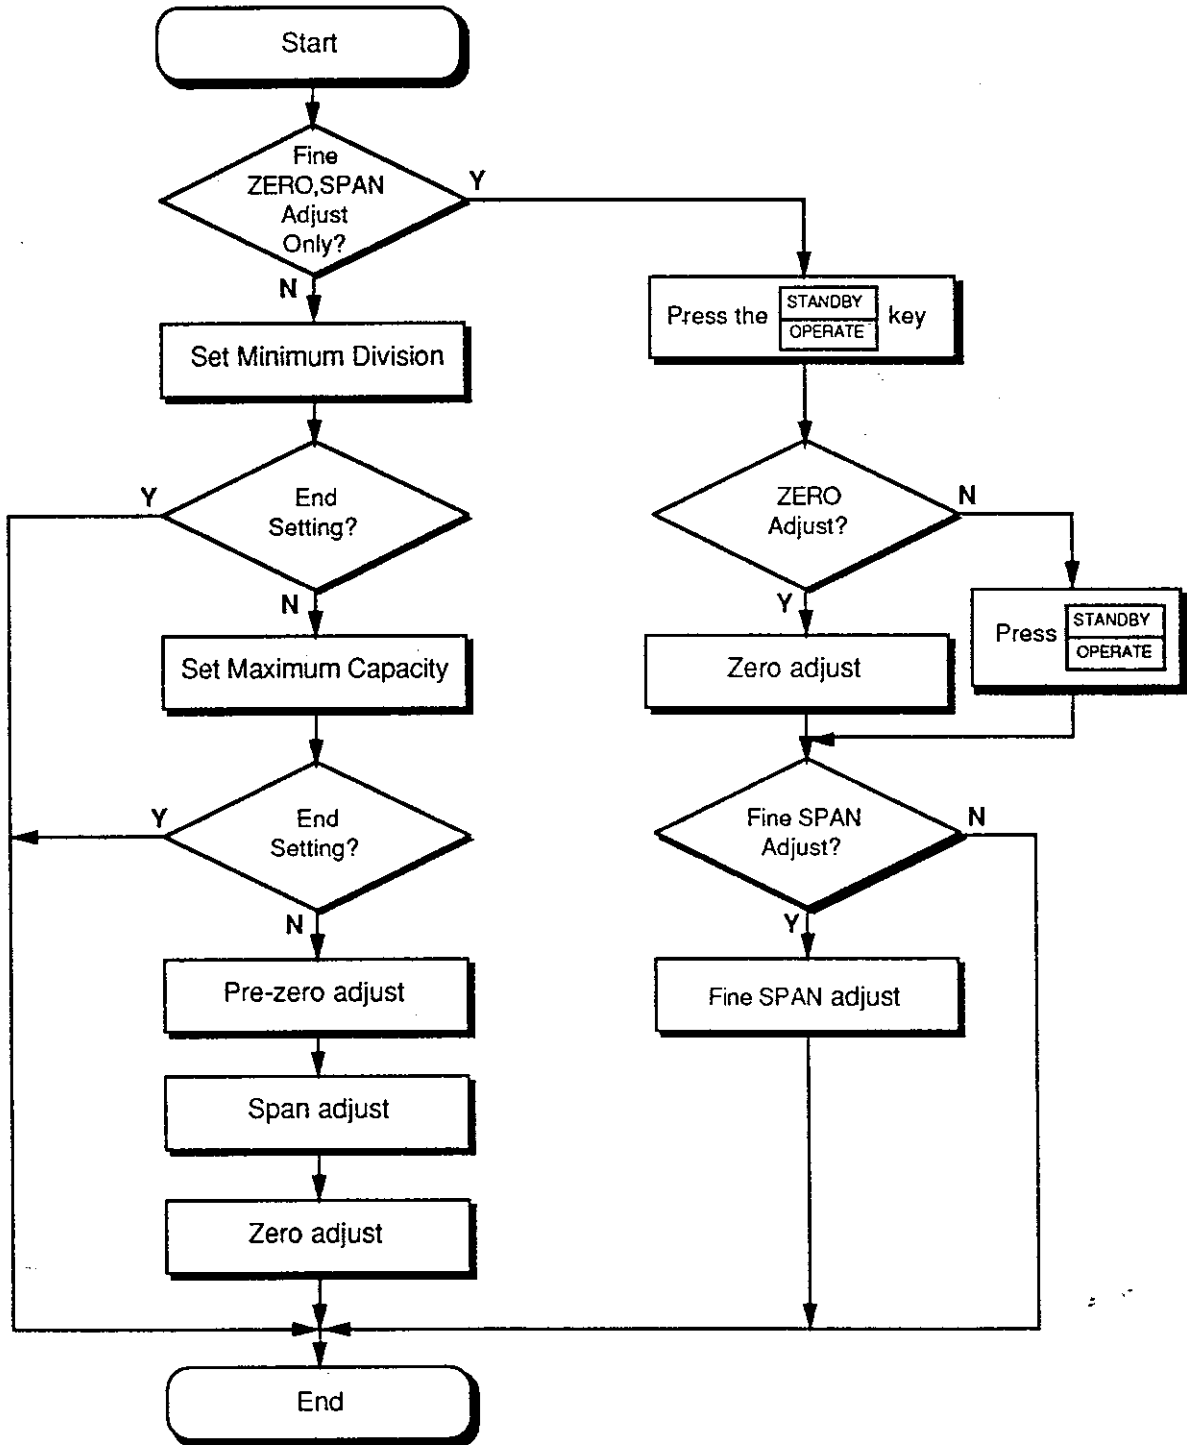 Start
Fine
ZERO,SPAN
Adjust
Only?
Y
N
Set Minimum Division
Press the STANDBY OPERATE key
End
Setting?
Y
N
ZERO
Adjust?
N
Y
Set Maximum Capacity
Zero adjust
Press STANDBY OPERATE
End
Setting?
Y
N
Fine SPAN
Adjust?
N
Y
Pre-zero adjust
Fine SPAN adjust
Span adjust
Zero adjust
End